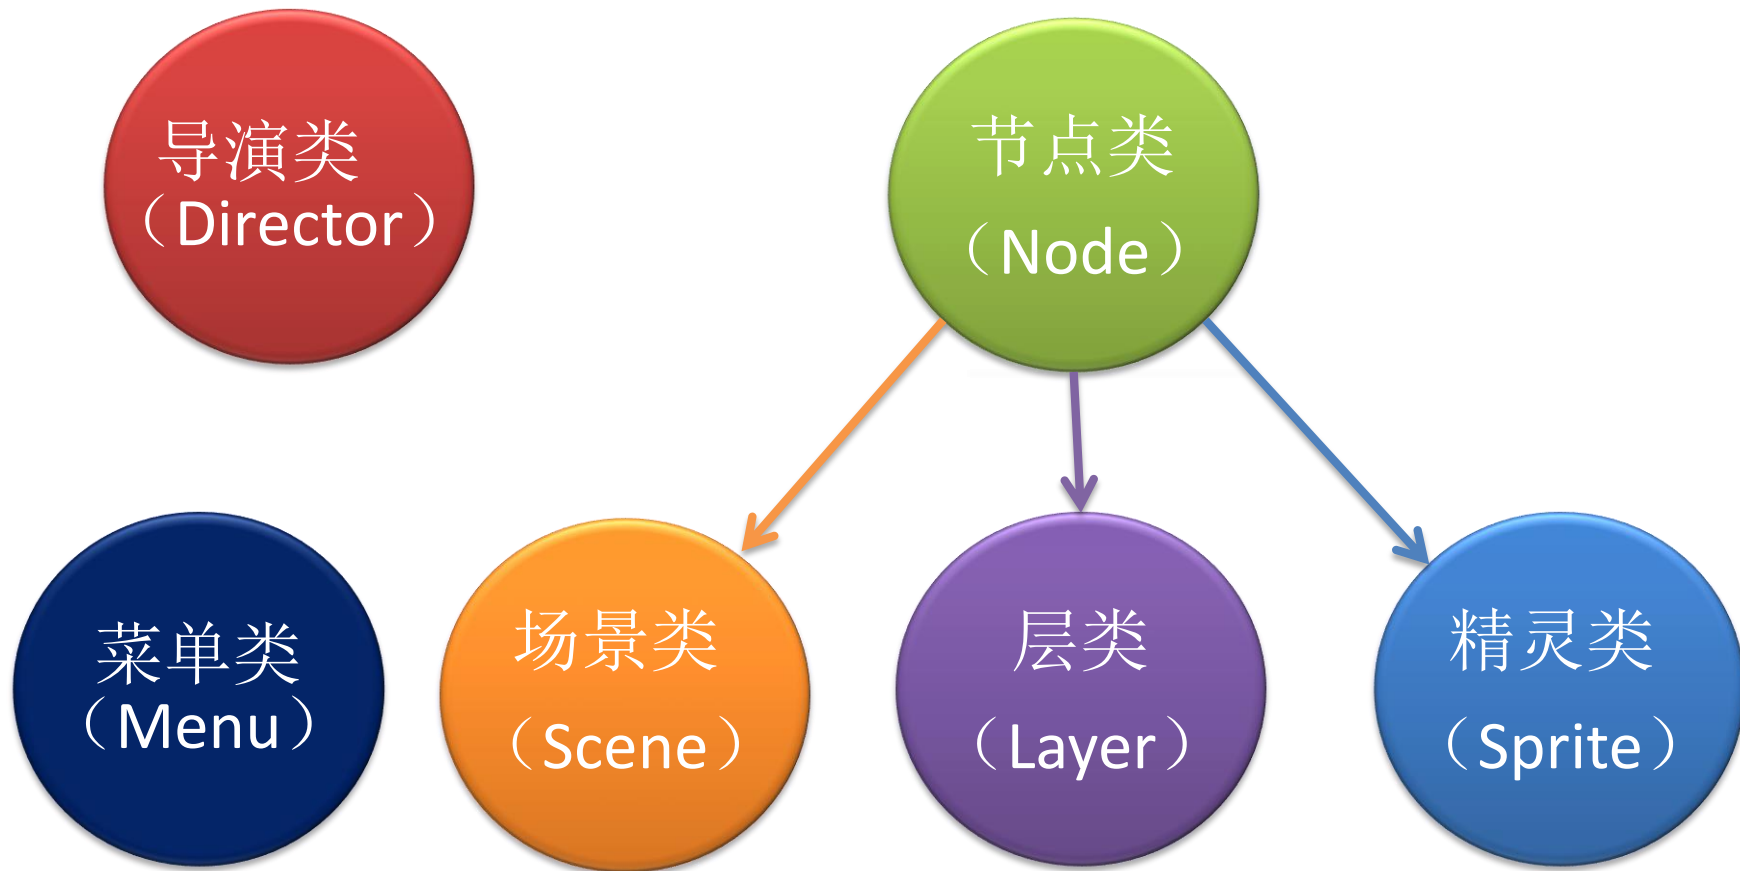 导演类
（Director）
节点类
（Node）
菜单类
（Menu）
场景类
（Scene）
层类
（Layer）
精灵类
（Sprite）